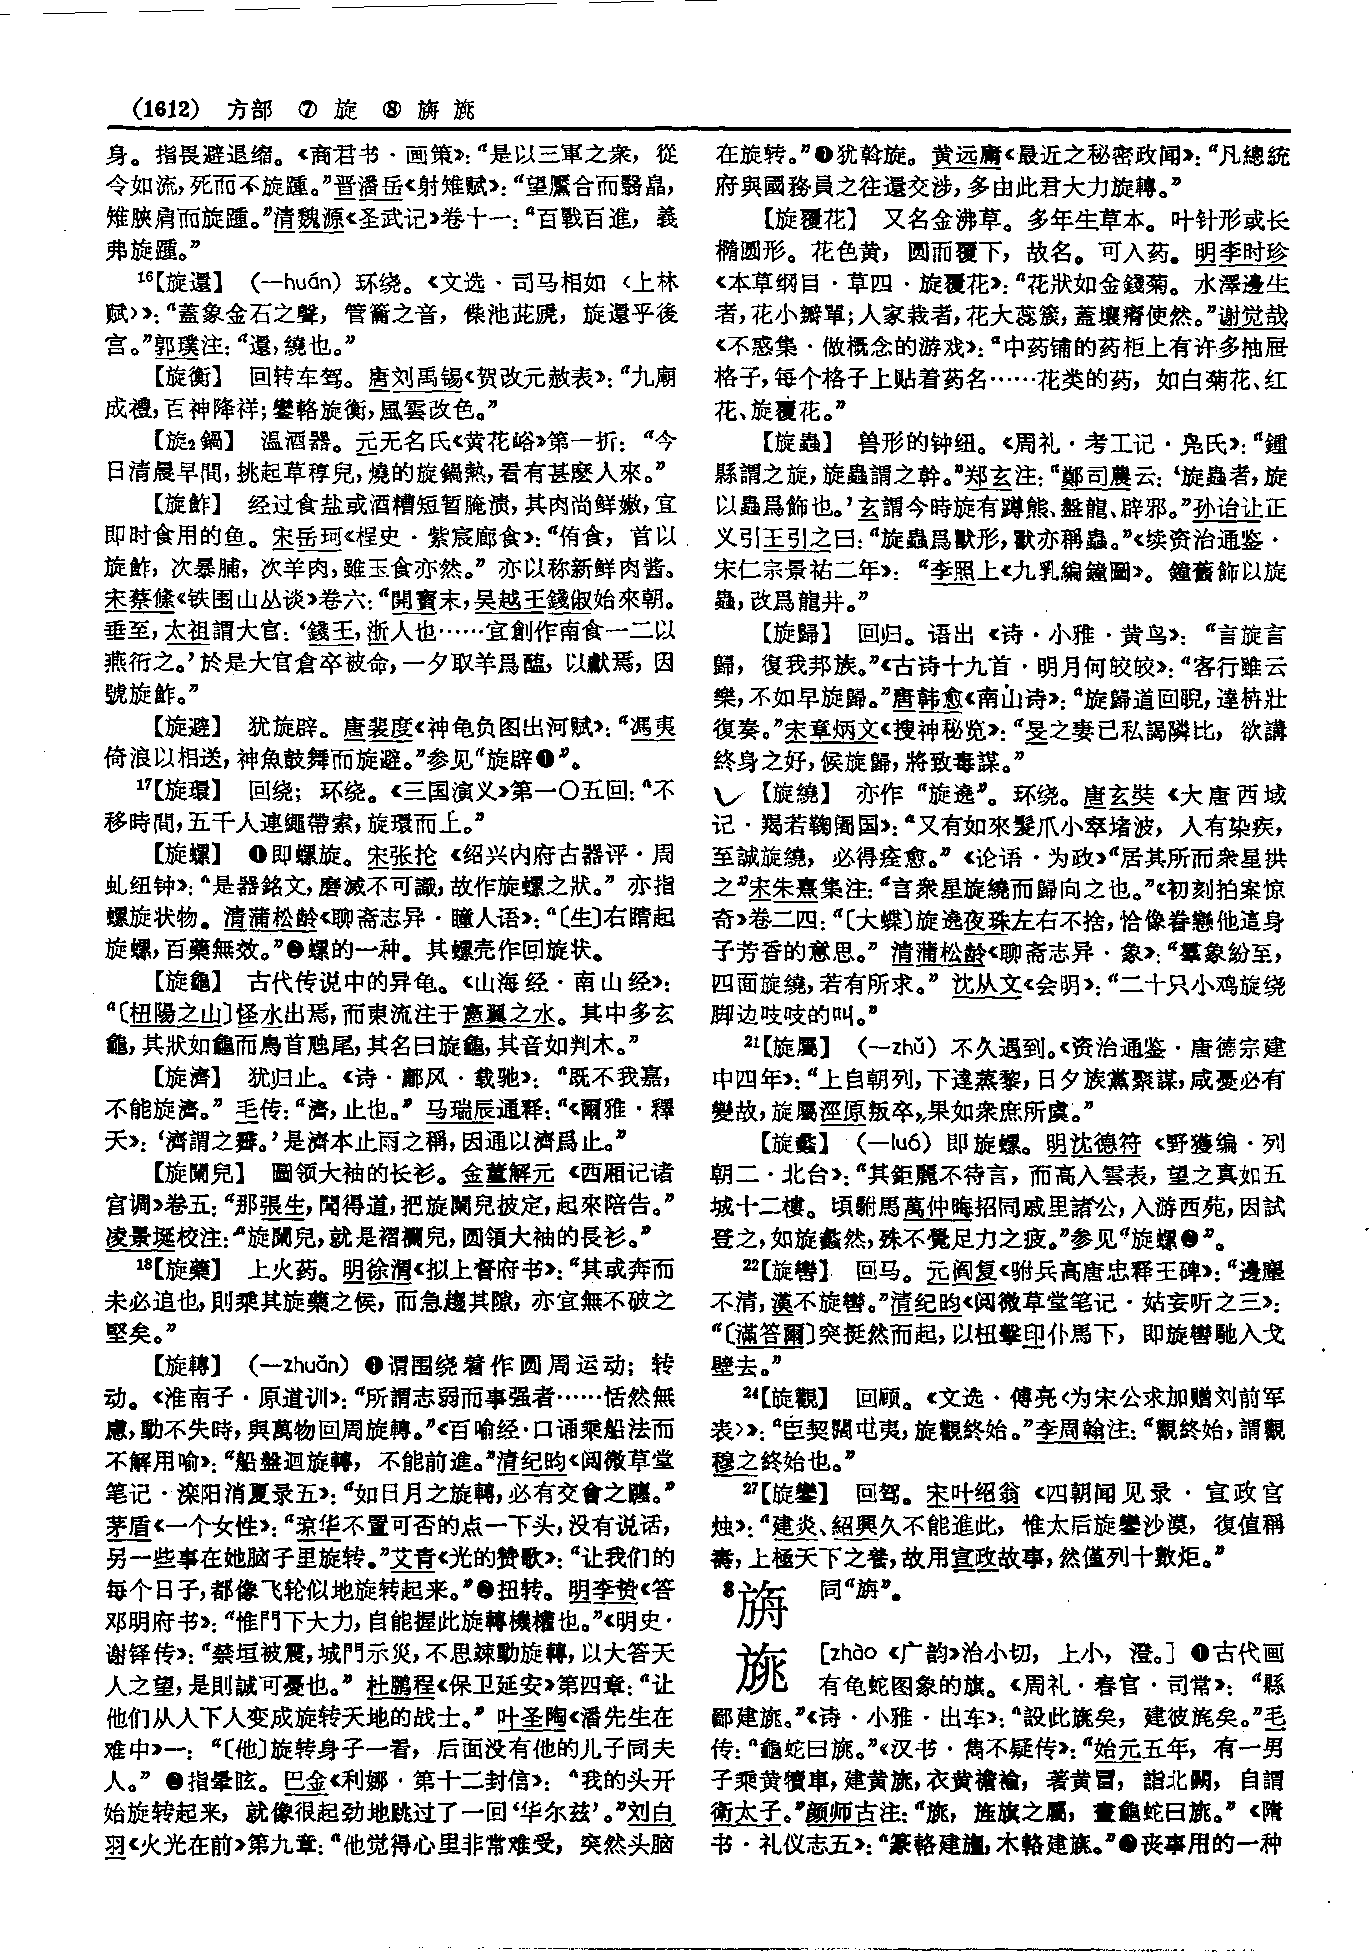 (1612) 方部 ⑦ 旋 ⑧ 旃 旐
身。指畏避退缩。《商君书·画策》：“是以三軍之衆，從
令如流，死而不旋踵。”晋潘岳《射雉赋》：“望黶合而翳晶，
雉脥肩而旋踵。”清魏源《圣武记》卷十一：“百戰百進，義
弗旋踵。”
16【旋還】 （—huán）环绕。《文选·司马相如〈上林
赋〉》：“蓋象金石之聲，管籥之音，偨池茈虒，旋還乎後
宫。”郭璞注：“還，繞也。”
【旋衡】 回转车驾。唐刘禹锡《贺改元赦表》：“九廟
成禮，百神降祥；鑾輅旋衡，風雲改色。”
【旋2鍋】 温酒器。元无名氏《黄花峪》第一折：“今
日清晨早間，挑起草稕兒，燒的旋鍋熱，看有甚麽人來。”
【旋鲊】 经过食盐或酒糟短暂腌渍，其肉尚鲜嫩，宜
即时食用的鱼。宋岳珂《桯史·紫宸廊食》：“侑食，首以
旋鲊，次暴脯，次羊肉，雖玉食亦然。”亦以称新鲜肉酱。
宋蔡絛《铁围山丛谈》卷六：“開寶末，吴越王錢俶始來朝。
垂至，太祖謂大官：‘錢王，浙人也……宜創作南食一二以
燕衎之。’於是大官倉卒被命，一夕取羊爲醢，以獻焉，因
號旋鲊。”
【旋避】 犹旋辟。唐裴度《神龟负图出河赋》：“馮夷
倚浪以相送，神魚鼓舞而旋避。”参见“旋辟❶”。
17【旋環】 回绕；环绕。《三国演义》第一〇五回：“不
移時間，五千人連繩帶索，旋環而上。”
【旋螺】 ❶即螺旋。宋张抡《绍兴内府古器评·周
虬纽钟》：“是器銘文，磨滅不可識，故作旋螺之狀。”亦指
螺旋状物。清蒲松龄《聊斋志异·瞳人语》：“〔生〕右睛起
旋螺，百藥無效。”❷螺的一种。其螺壳作回旋状。
【旋龜】 古代传说中的异龟。《山海经·南山经》：
“〔杻陽之山〕怪水出焉，而東流注于憲翼之水。其中多玄
龜，其狀如龜而鳥首虺尾，其名曰旋龜，其音如判木。”
【旋濟】 犹归止。《诗·鄘风·载驰》：“既不我嘉，
不能旋濟。”毛传：“濟，止也。”马瑞辰通释：“《爾雅·釋
天》：‘濟謂之霽。’是濟本止雨之稱，因通以濟爲止。”
【旋闌兒】 圆领大袖的长衫。金董解元《西厢记诸
宫调》卷五：“那張生，聞得道，把旋闌兒披定，起來陪告。”
凌景埏校注：“旋闌兒，就是褶襴兒，圆領大袖的長衫。”
18【旋藥】 上火药。明徐渭《拟上督府书》：“其或奔而
未必追也，則乘其旋藥之候，而急趨其隙，亦宜無不破之
堅矣。”
【旋轉】 （—zhuǎn）❶谓围绕着作圆周运动；转
动。《淮南子·原道训》：“所謂志弱而事强者……恬然無
慮，動不失時，與萬物回周旋轉。”《百喻经·口诵乘船法而
不解用喻》：“船盤迴旋轉，不能前進。”清纪昀《阅微草堂
笔记·滦阳消夏录五》：“如日月之旋轉，必有交會之躔。”
茅盾《一个女性》：“琼华不置可否的点一下头，没有说话，
另一些事在她脑子里旋转。”艾青《光的赞歌》：“让我们的
每个日子，都像飞轮似地旋转起来。”❷扭转。明李贽《答
邓明府书》：“惟門下大力，自能握此旋轉機權也。”《明史·
谢铎传》：“禁垣被震，城門示災，不思竦動旋轉，以大答天
人之望，是則誠可憂也。”杜鹏程《保卫延安》第四章：“让
他们从人下人变成旋转天地的战士。”叶圣陶《潘先生在
难中》一：“〔他〕旋转身子一看，后面没有他的儿子同夫
人。”❸指晕眩。巴金《利娜·第十二封信》：“我的头开
始旋转起来，就像很起劲地跳过了一回‘华尔兹’。”刘白
羽《火光在前》第九章：“他觉得心里非常难受，突然头脑
在旋转。”❹犹斡旋。黄远庸《最近之秘密政闻》：“凡總統
府與國務員之往還交涉，多由此君大力旋轉。”
【旋覆花】 又名金沸草。多年生草本。叶针形或长
椭圆形。花色黄，圆而覆下，故名。可入药。明李时珍
《本草纲目·草四·旋覆花》：“花狀如金錢菊。水澤邊生
者，花小瓣單；人家栽者，花大蕊簇，蓋壤瘠使然。”谢觉哉
《不惑集·做概念的游戏》：“中药铺的药柜上有许多抽屉
格子，每个格子上贴着药名……花类的药，如白菊花、红
花、旋覆花。”
【旋蟲】 兽形的钟纽。《周礼·考工记·凫氏》：“鍾
縣謂之旋，旋蟲謂之幹。”郑玄注：“鄭司農云：‘旋蟲者，旋
以蟲爲飾也。’玄謂今時旋有蹲熊、盤龍、辟邪。”孙诒让正
义引王引之曰：“旋蟲爲獸形，獸亦稱蟲。”《续资治通鉴·
宋仁宗景祐二年》：“李照上《九乳編鐘圖》。鐘舊飾以旋
蟲，改爲龍井。”
【旋歸】 回归。语出《诗·小雅·黄鸟》：“言旋言
歸，復我邦族。”《古诗十九首·明月何皎皎》：“客行雖云
樂，不如早旋歸。”唐韩愈《南山诗》：“旋歸道回睨，達枿壯
復奏。”宋章炳文《搜神秘览》：“旻之妻已私謁隣比，欲講
終身之好，候旋歸，將致毒謀。”
【旋繞】 亦作“旋遶”。环绕。唐玄奘《大唐西域
记·羯若鞠阇国》：“又有如來髮爪小窣堵波，人有染疾，
至誠旋繞，必得痊愈。”《论语·为政》“居其所而衆星拱
之”宋朱熹集注：“言衆星旋繞而歸向之也。”《初刻拍案惊
奇》卷二四：“〔大蝶〕旋遶夜珠左右不捨，恰像眷戀他這身
子芳香的意思。”清蒲松龄《聊斋志异·象》：“羣象紛至，
四面旋繞，若有所求。”沈从文《会明》：“二十只小鸡旋绕
脚边吱吱的叫。”
21【旋屬】 （—zhǔ）不久遇到。《资治通鉴·唐德宗建
中四年》：“上自朝列，下達蒸黎，日夕族黨聚謀，咸憂必有
變故，旋屬涇原叛卒，果如衆庶所虞。”
【旋蠡】 （—luó）即旋螺。明沈德符《野獲编·列
朝二·北台》：“其鉅麗不待言，而高入雲表，望之真如五
城十二樓。頃駙馬萬仲晦招同戚里諸公，入游西苑，因試
登之，如旋蠡然，殊不覺足力之疲。”参见“旋螺❷”。
22【旋轡】 回马。元阎复《驸兵高唐忠释王碑》：“邊塵
不清，漢不旋轡。”清纪昀《阅微草堂笔记·姑妄听之三》：
“〔滿答爾〕突挺然而起，以杻擊印仆馬下，即旋轡馳入戈
壁去。”
24【旋觀】 回顾。《文选·傅亮〈为宋公求加赠刘前军
表〉》：“臣契闊屯夷，旋觀終始。”李周翰注：“觀終始，謂觀
穆之終始也。”
27【旋鑾】 回驾。宋叶绍翁《四朝闻见录·宣政宫
烛》：“建炎、紹興久不能進此，惟太后旋鑾沙漠，復值稱
壽，上極天下之養，故用宣政故事，然僅列十數炬。”
8旃 同“旃”。
旐 [zhào《广韵》治小切，上小，澄。] ❶古代画
有龟蛇图象的旗。《周礼·春官·司常》：“縣
鄙建旐。”《诗·小雅·出车》：“設此旐矣，建彼旄矣。”毛
传：“龜蛇曰旐。”《汉书·雋不疑传》：“始元五年，有一男
子乘黄犢車，建黄旐，衣黄襜褕，著黄冒，詣北闕，自謂
衛太子。”颜师古注：“旐，旌旗之屬，畫龜蛇曰旐。”《隋
书·礼仪志五》：“篆輅建旟，木輅建旐。”❷丧事用的一种